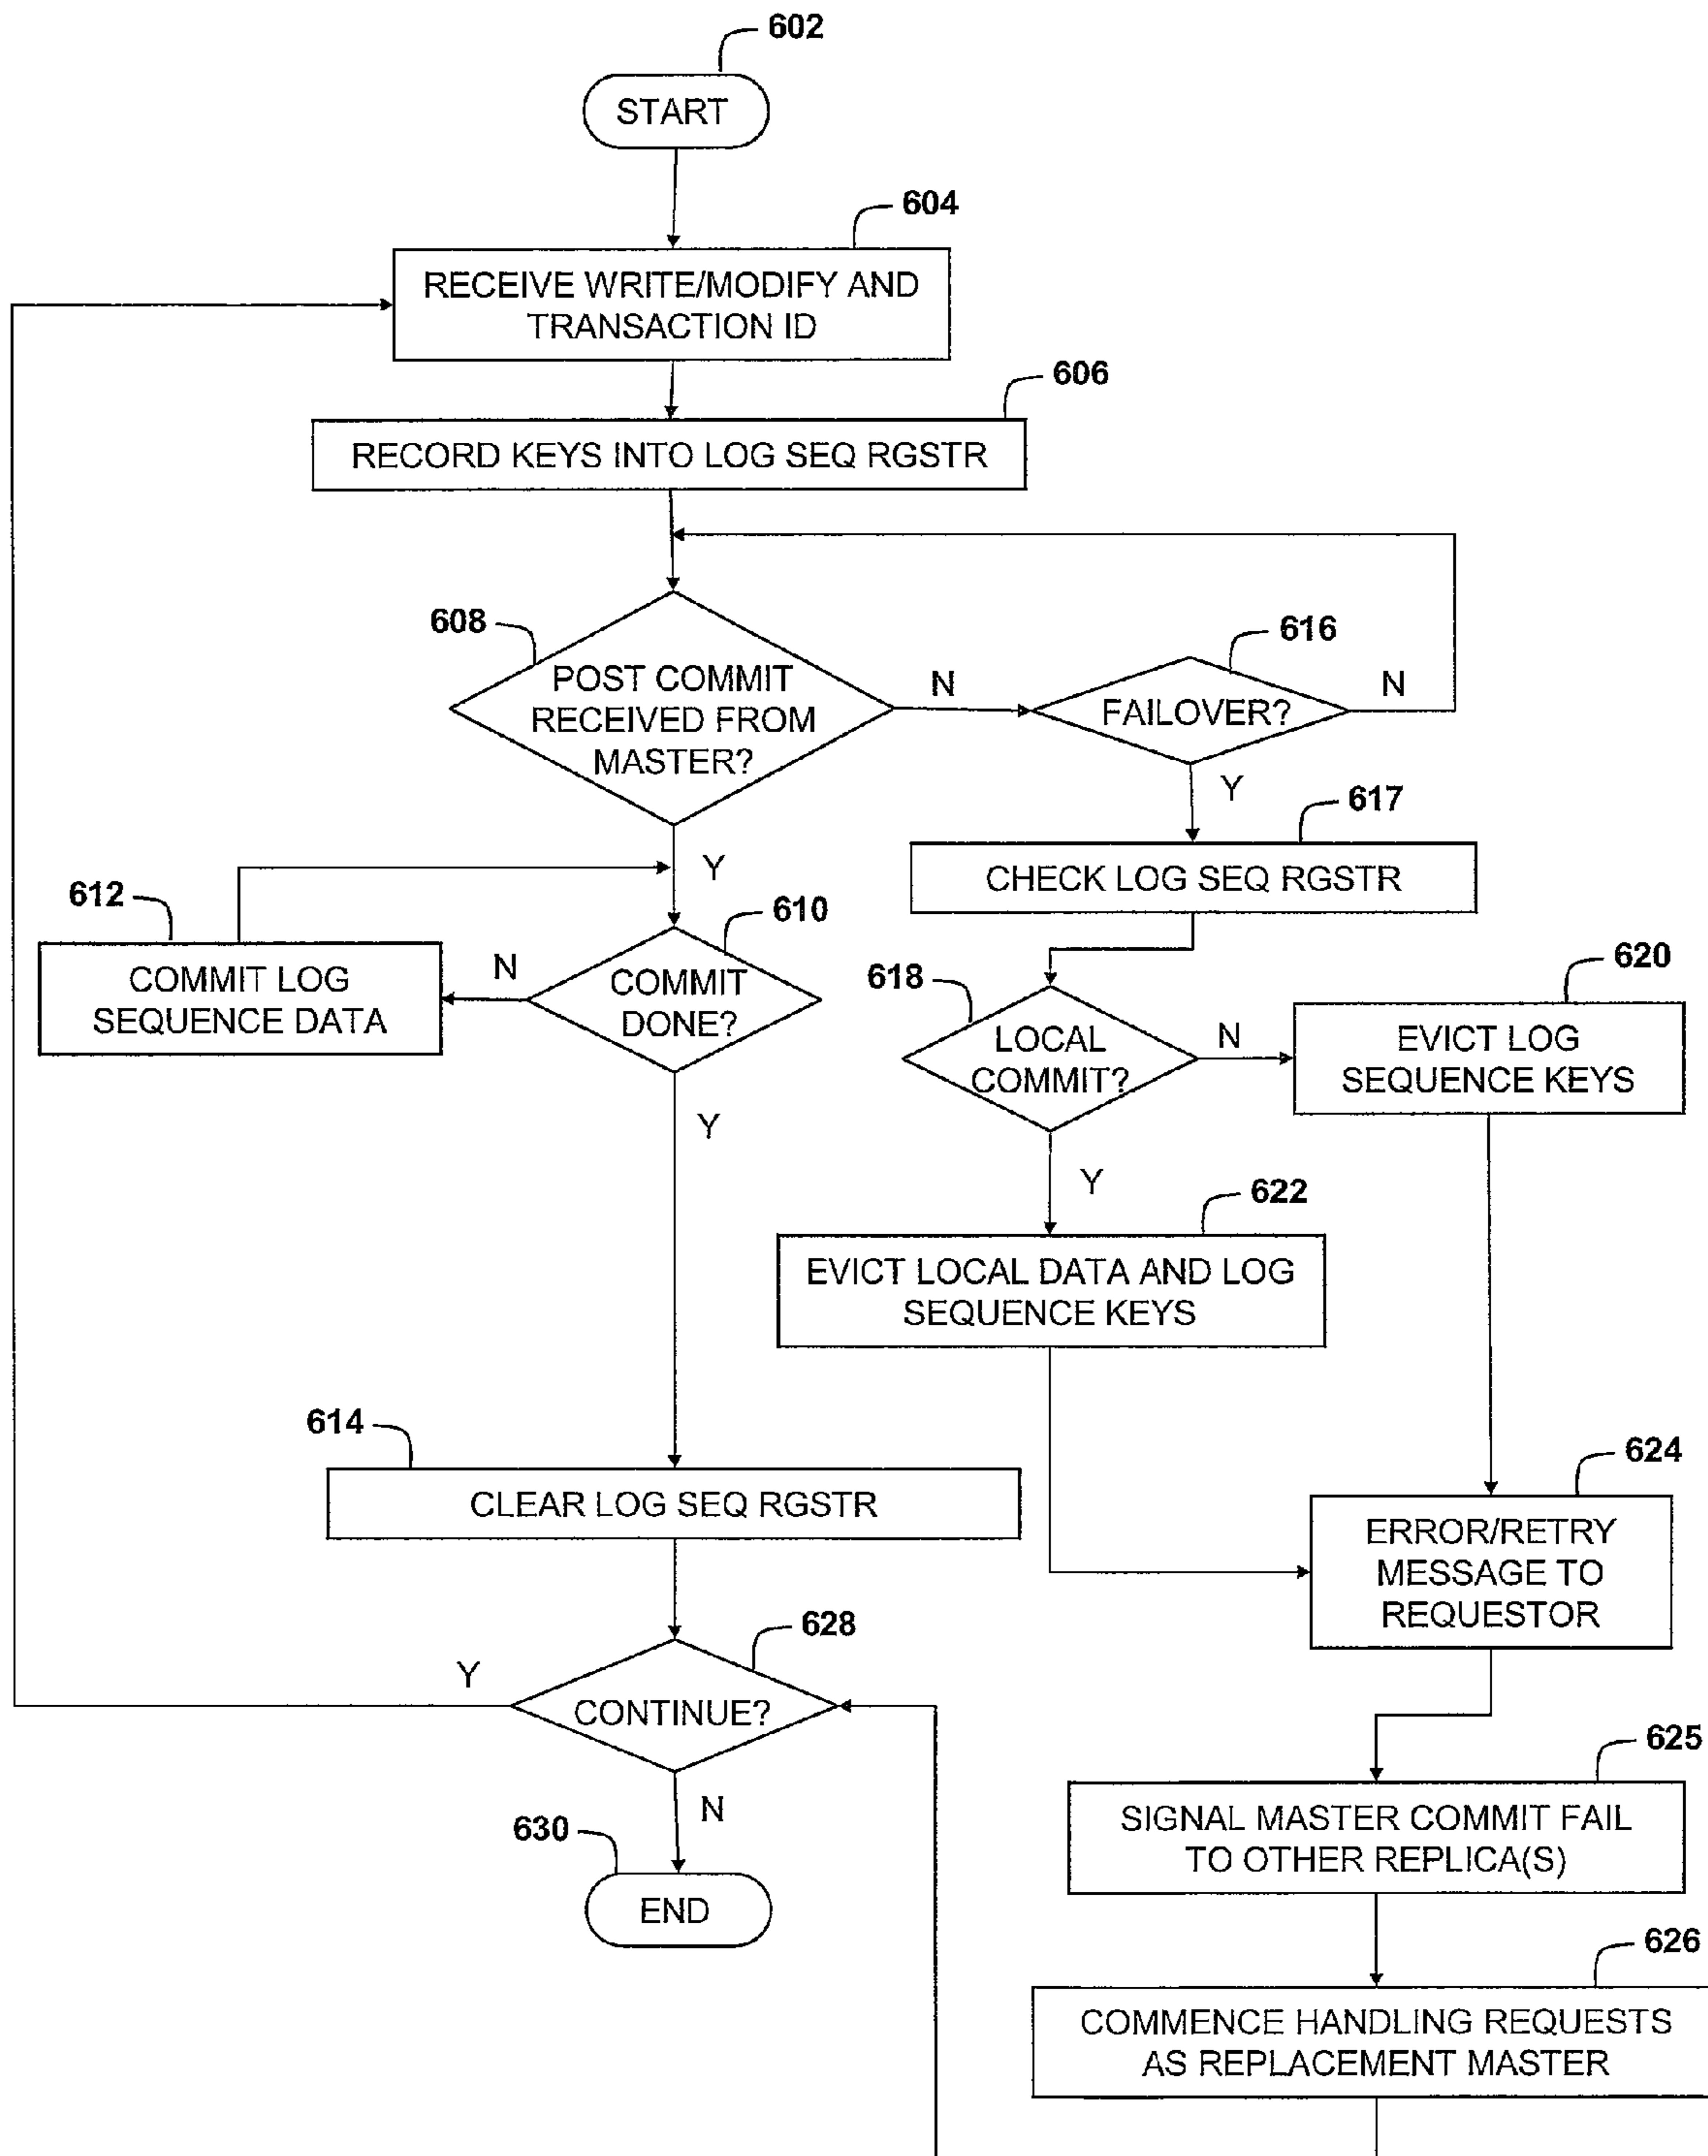 602
START
604
RECEIVE WRITE/MODIFY AND
TRANSACTION ID
606
RECORD KEYS INTO LOG SEQ RGSTR
608
POST COMMIT
RECEIVED FROM
MASTER?
N
616
FAILOVER?
N
Y
617
CHECK LOG SEQ RGSTR
Y
612
COMMIT LOG
SEQUENCE DATA
N
610
COMMIT
DONE?
Y
618
LOCAL
COMMIT?
N
620
EVICT LOG
SEQUENCE KEYS
Y
622
EVICT LOCAL DATA AND LOG
SEQUENCE KEYS
614
CLEAR LOG SEQ RGSTR
624
ERROR/RETRY
MESSAGE TO
REQUESTOR
628
Y
CONTINUE?
N
630
END
625
SIGNAL MASTER COMMIT FAIL
TO OTHER REPLICA(S)
626
COMMENCE HANDLING REQUESTS
AS REPLACEMENT MASTER